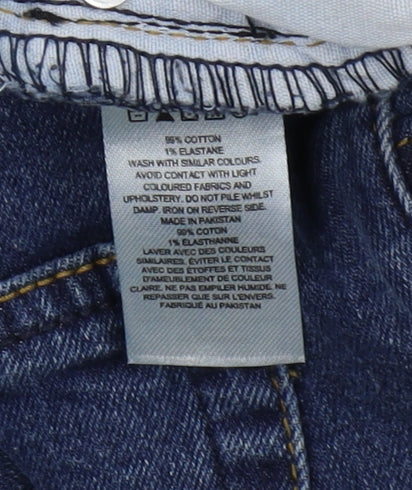 99% COTTON
1% ELASTANE
WASH WITH SIMILAR COLOURS.
AVOID CONTACT WITH LIGHT
COLOURED FABRICS AND
UPHOLSTERY. DO NOT PILE WHILST
DAMP. IRON ON REVERSE SIDE.
MADE IN PAKISTAN
99% COTON
1% ÉLASTHANNE
LAVER AVEC DES COULEURS
SIMILAIRES. ÉVITER LE CONTACT
AVEC DES ÉTOFFES ET TISSUS
D'AMEUBLEMENT DE COULEUR
CLAIRE. NE PAS EMPILER HUMIDE. NE
REPASSER QUE SUR L'ENVERS.
FABRIQUÉ AU PAKISTAN